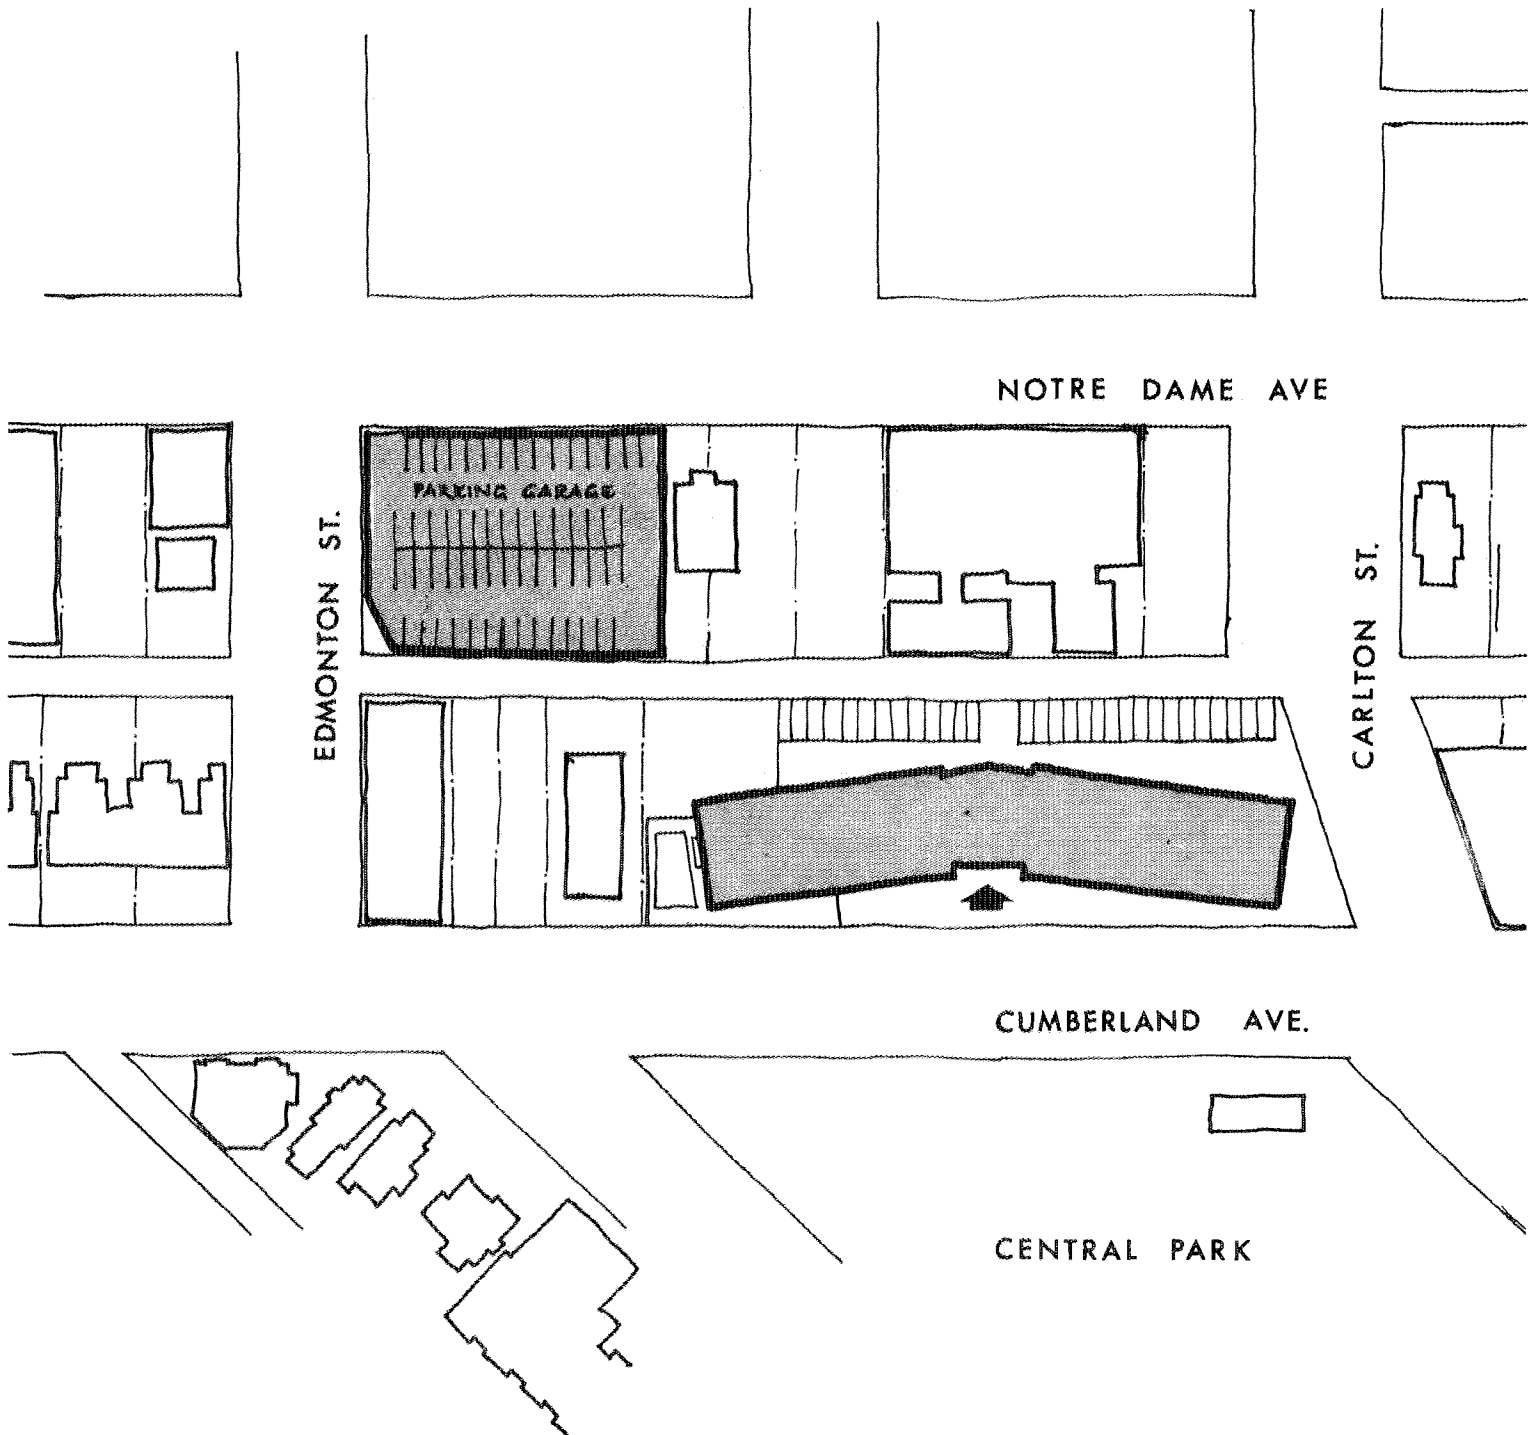 NOTRE DAME AVE
PARKING GARAGE
EDMONTON ST.
CARLTON ST.
CUMBERLAND AVE.
CENTRAL PARK